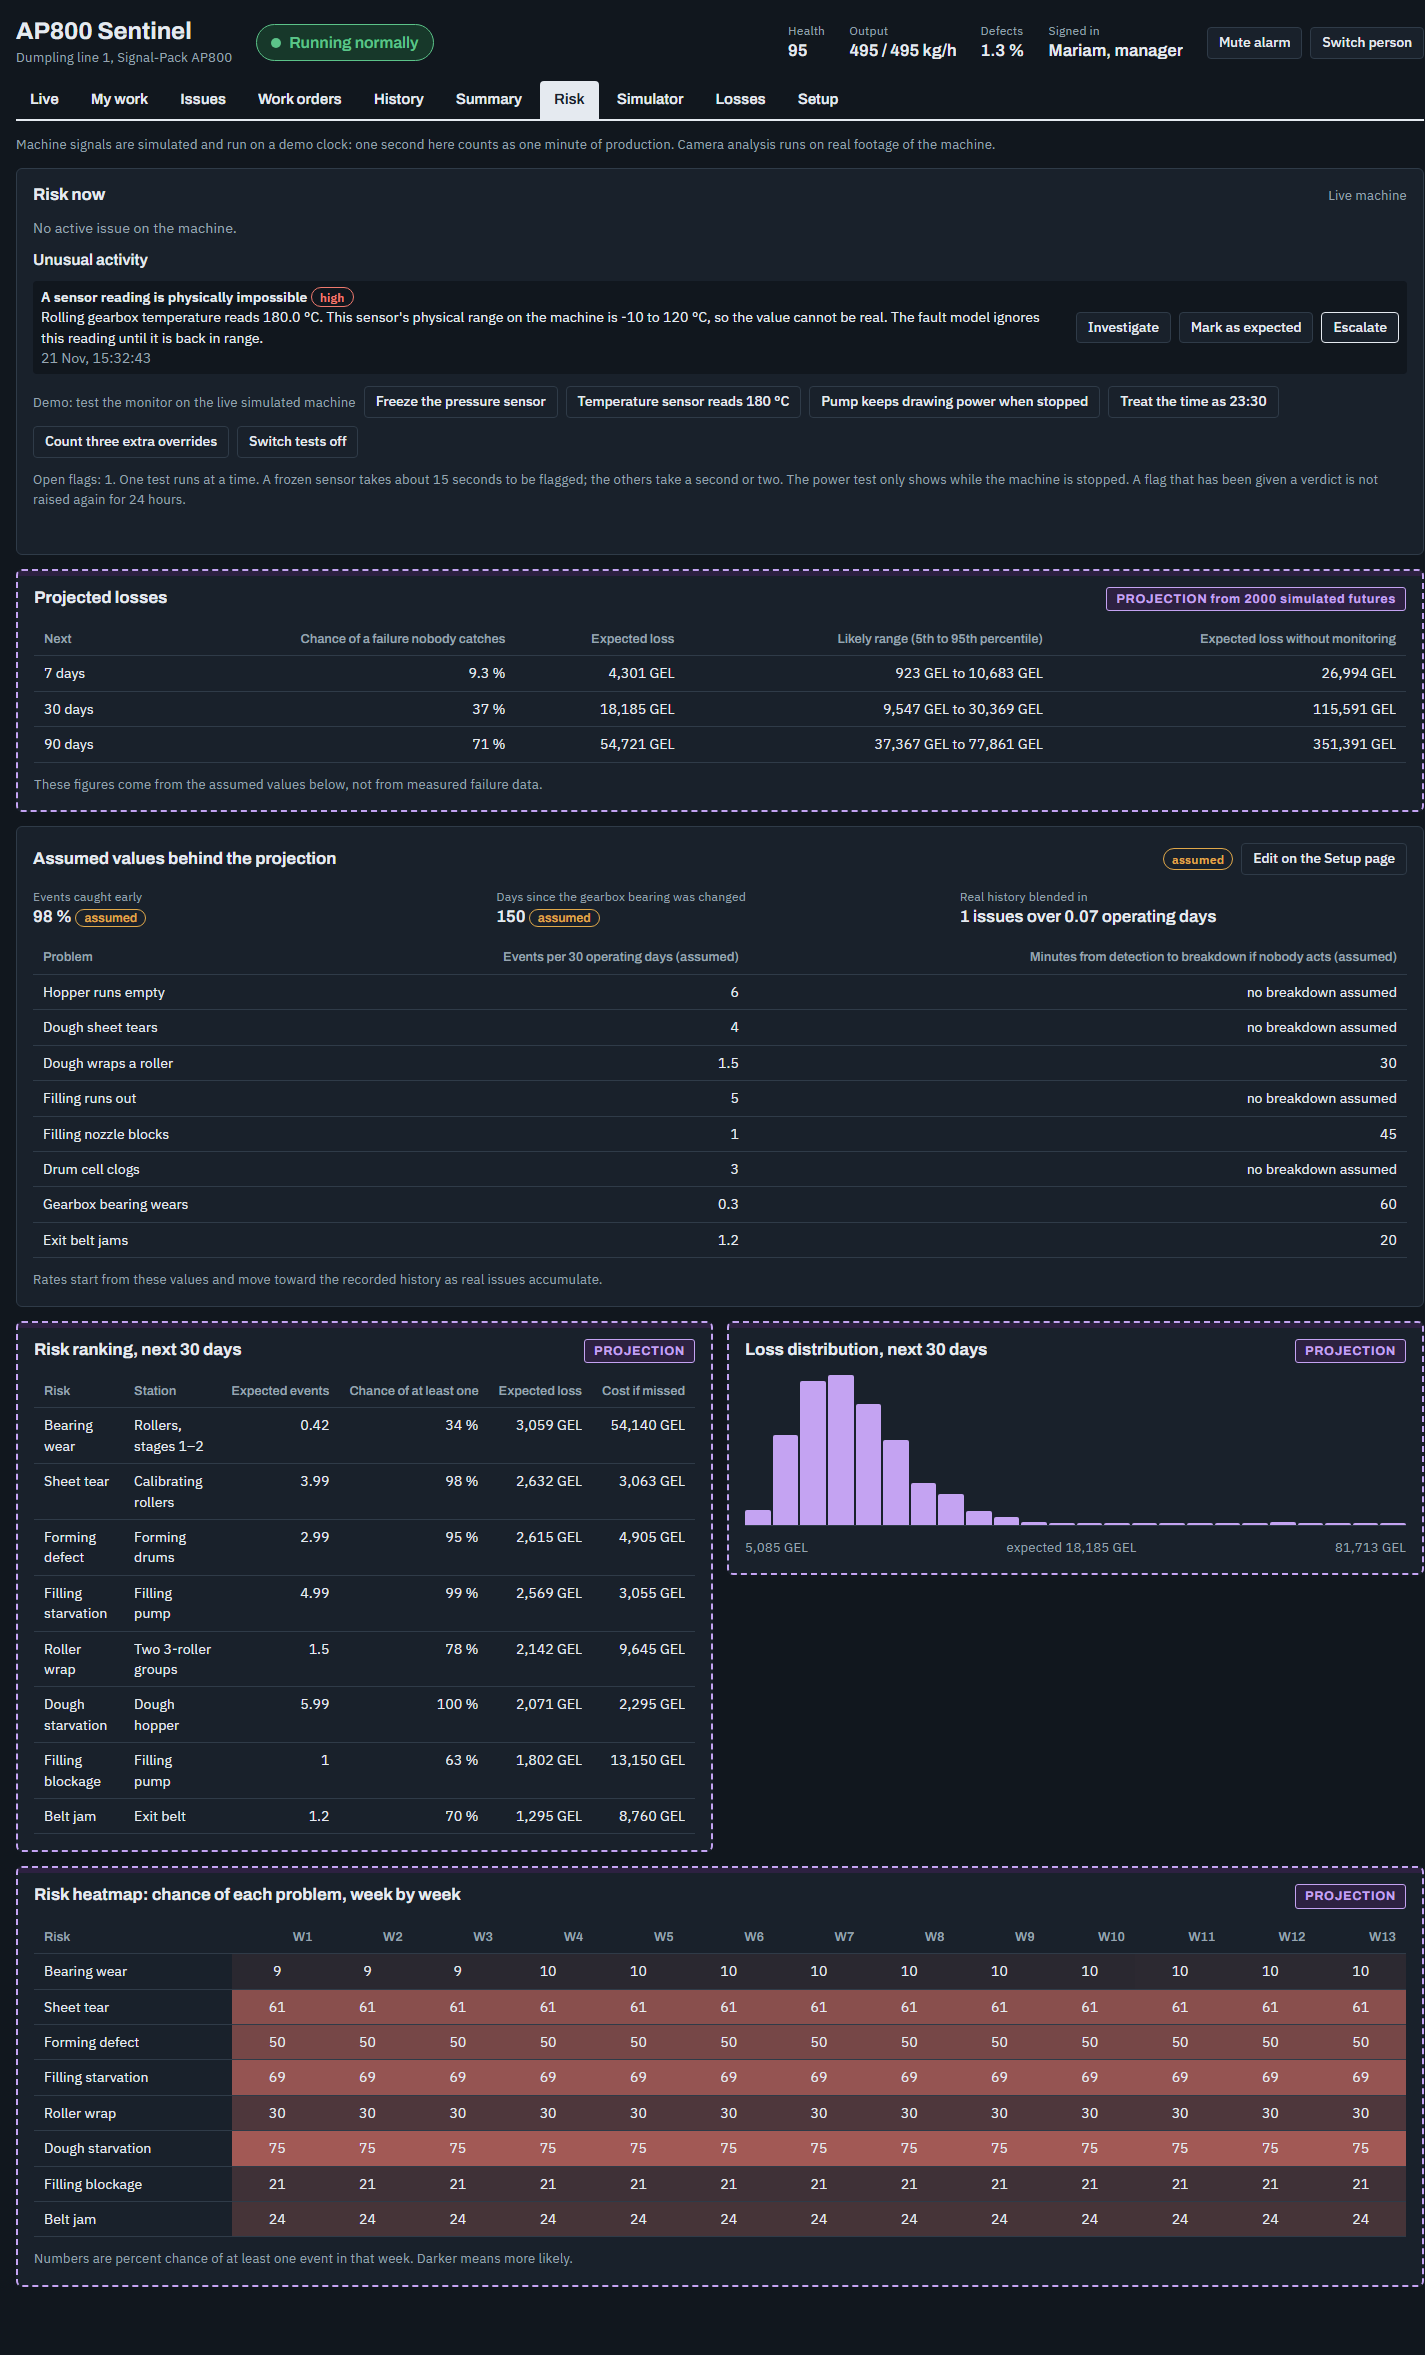 AP800 Sentinel
Dumpling line 1, Signal-Pack AP800
Running normally
Health
95
Output
495 / 495 kg/h
Defects
1.3 %
Signed in
Mariam, manager
Mute alarm
Switch person
Live
My work
Issues
Work orders
History
Summary
Risk
Simulator
Losses
Setup
Machine signals are simulated and run on a demo clock: one second here counts as one minute of production. Camera analysis runs on real footage of the machine.
Risk now
Live machine
No active issue on the machine.
Unusual activity
A sensor reading is physically impossible high
Rolling gearbox temperature reads 180.0 °C. This sensor's physical range on the machine is -10 to 120 °C, so the value cannot be real. The fault model ignores
this reading until it is back in range.
21 Nov, 15:32:43
Investigate
Mark as expected
Escalate
Demo: test the monitor on the live simulated machine
Freeze the pressure sensor
Temperature sensor reads 180 °C
Pump keeps drawing power when stopped
Treat the time as 23:30
Count three extra overrides
Switch tests off
Open flags: 1. One test runs at a time. A frozen sensor takes about 15 seconds to be flagged; the others take a second or two. The power test only shows while the machine is stopped. A flag that has been given a verdict is not
raised again for 24 hours.
Projected losses
PROJECTION from 2000 simulated futures
Next Chance of a failure nobody catches Expected loss Likely range (5th to 95th percentile) Expected loss without monitoring
7 days 9.3 % 4,301 GEL 923 GEL to 10,683 GEL 26,994 GEL
30 days 37 % 18,185 GEL 9,547 GEL to 30,369 GEL 115,591 GEL
90 days 71 % 54,721 GEL 37,367 GEL to 77,861 GEL 351,391 GEL
These figures come from the assumed values below, not from measured failure data.
Assumed values behind the projection
assumed
Edit on the Setup page
Events caught early
98 % assumed
Days since the gearbox bearing was changed
150 assumed
Real history blended in
1 issues over 0.07 operating days
Problem Events per 30 operating days (assumed) Minutes from detection to breakdown if nobody acts (assumed)
Hopper runs empty 6 no breakdown assumed
Dough sheet tears 4 no breakdown assumed
Dough wraps a roller 1.5 30
Filling runs out 5 no breakdown assumed
Filling nozzle blocks 1 45
Drum cell clogs 3 no breakdown assumed
Gearbox bearing wears 0.3 60
Exit belt jams 1.2 20
Rates start from these values and move toward the recorded history as real issues accumulate.
Risk ranking, next 30 days
PROJECTION
Risk Station Expected events Chance of at least one Expected loss Cost if missed
Bearing wear Rollers, stages 1–2 0.42 34 % 3,059 GEL 54,140 GEL
Sheet tear Calibrating rollers 3.99 98 % 2,632 GEL 3,063 GEL
Forming defect Forming drums 2.99 95 % 2,615 GEL 4,905 GEL
Filling starvation Filling pump 4.99 99 % 2,569 GEL 3,055 GEL
Roller wrap Two 3-roller groups 1.5 78 % 2,142 GEL 9,645 GEL
Dough starvation Dough hopper 5.99 100 % 2,071 GEL 2,295 GEL
Filling blockage Filling pump 1 63 % 1,802 GEL 13,150 GEL
Belt jam Exit belt 1.2 70 % 1,295 GEL 8,760 GEL
Loss distribution, next 30 days
PROJECTION
5,085 GEL expected 18,185 GEL 81,713 GEL
Risk heatmap: chance of each problem, week by week
PROJECTION
Risk W1 W2 W3 W4 W5 W6 W7 W8 W9 W10 W11 W12 W13
Bearing wear 9 9 9 10 10 10 10 10 10 10 10 10 10
Sheet tear 61 61 61 61 61 61 61 61 61 61 61 61 61
Forming defect 50 50 50 50 50 50 50 50 50 50 50 50 50
Filling starvation 69 69 69 69 69 69 69 69 69 69 69 69 69
Roller wrap 30 30 30 30 30 30 30 30 30 30 30 30 30
Dough starvation 75 75 75 75 75 75 75 75 75 75 75 75 75
Filling blockage 21 21 21 21 21 21 21 21 21 21 21 21 21
Belt jam 24 24 24 24 24 24 24 24 24 24 24 24 24
Numbers are percent chance of at least one event in that week. Darker means more likely.